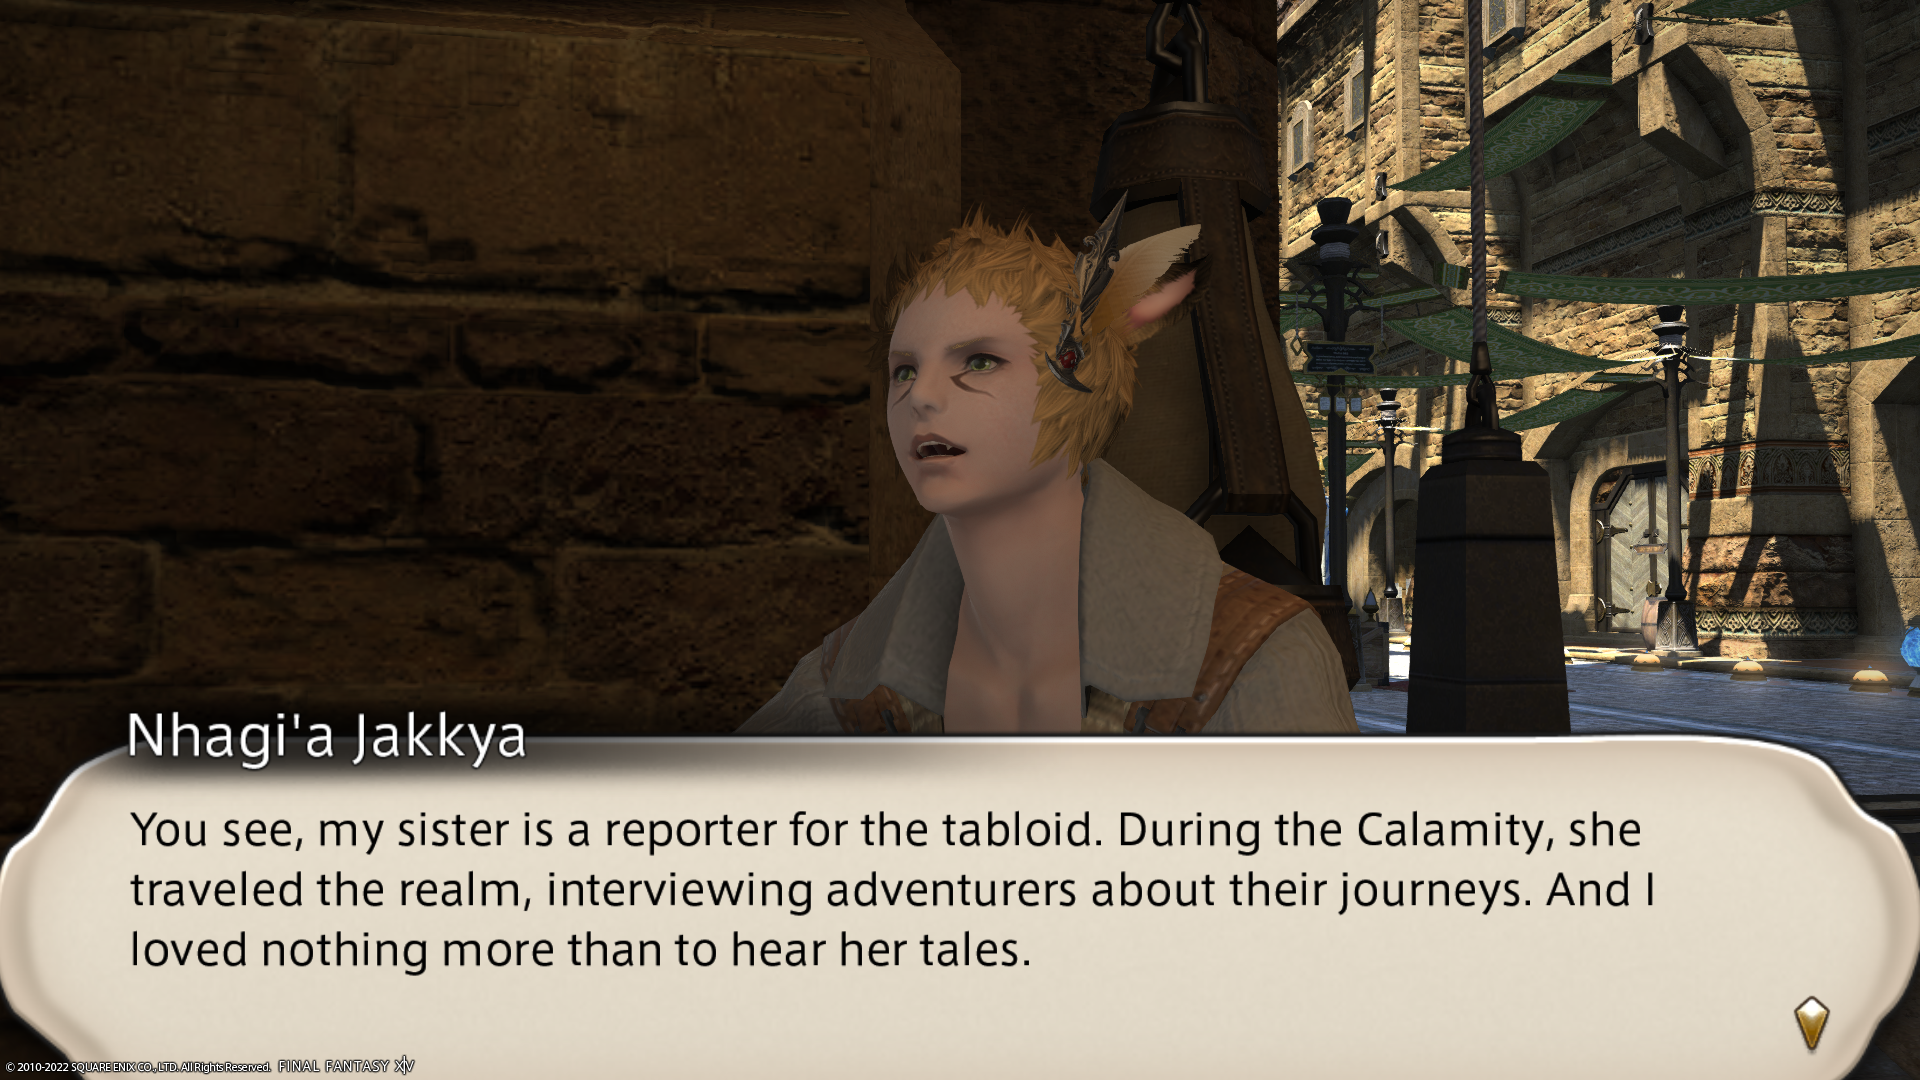 Nhagi'a Jakkya
You see, my sister is a reporter for the tabloid. During the Calamity, she
traveled the realm, interviewing adventurers about their journeys. And I
loved nothing more than to hear her tales.
© 2010-2022 SQUARE ENIX CO., LTD. All Rights Reserved. FINAL FANTASY XIV